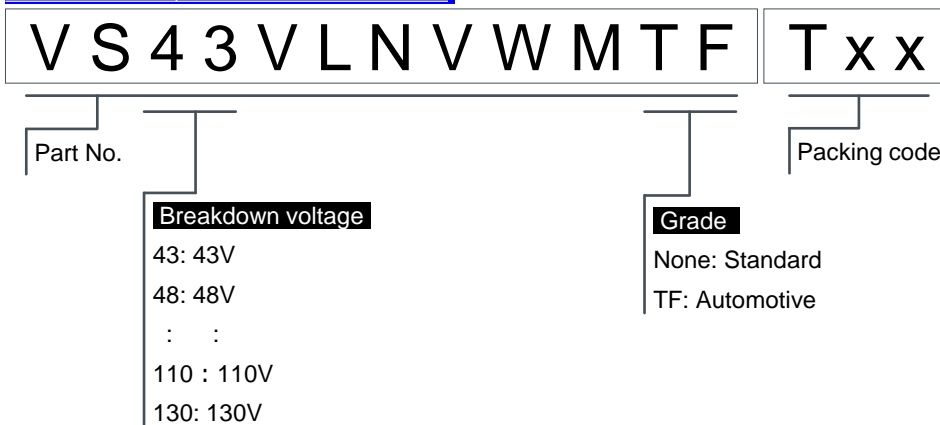 VS43VLNVWMTF Txx
Part No.
Packing code
Breakdown voltage
43: 43V
48: 48V
: :
110 : 110V
130: 130V
Grade
None: Standard
TF: Automotive